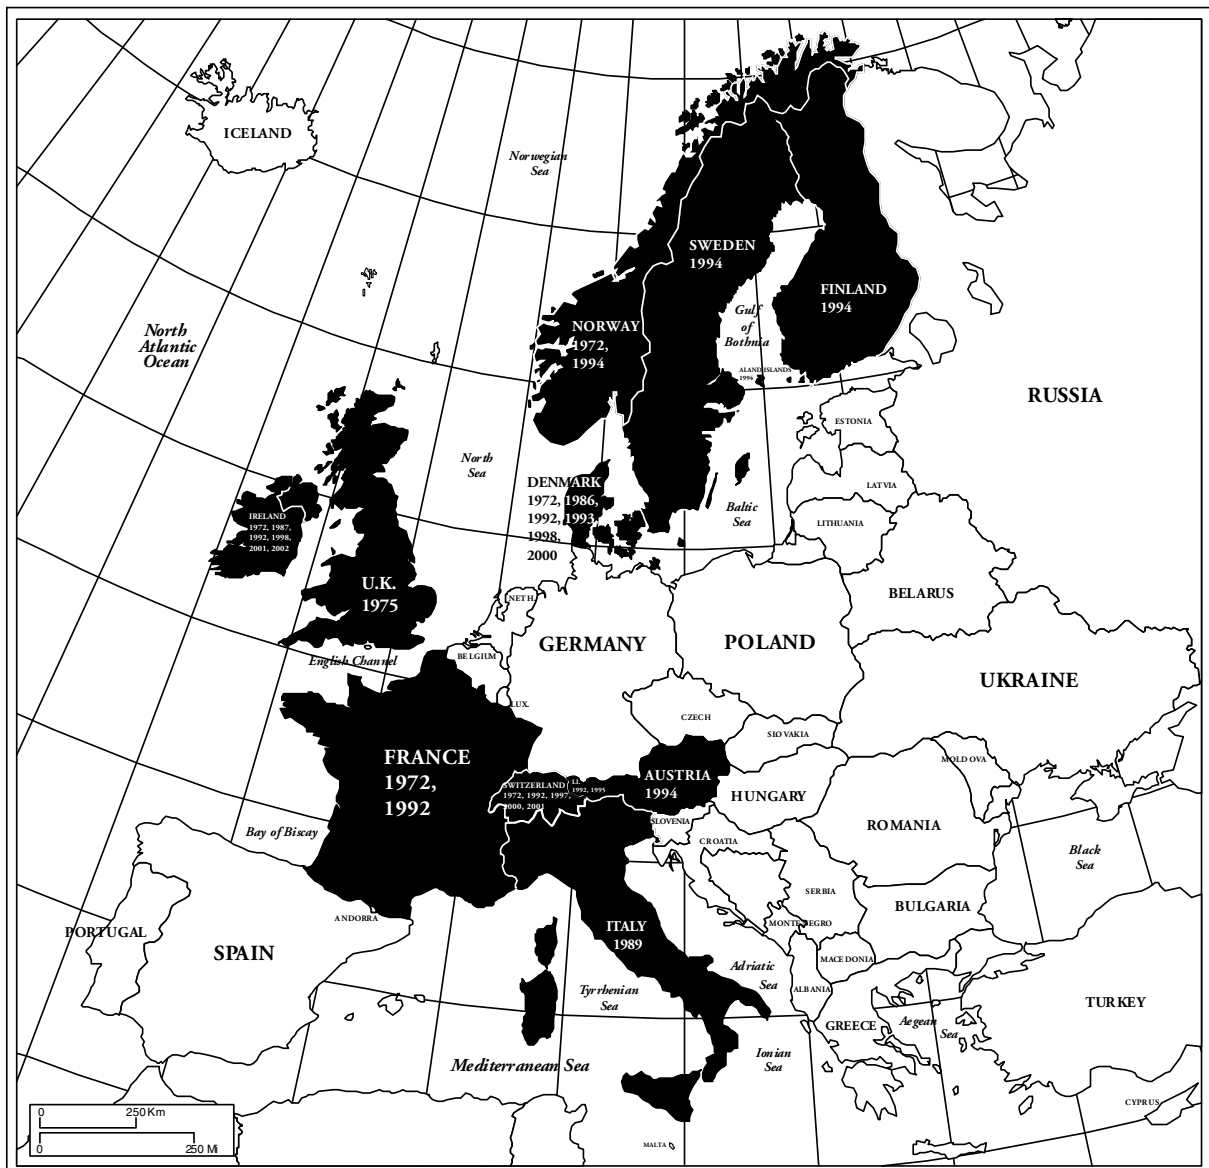 ICELAND
Norwegian
Sea
SWEDEN
1994
FINLAND
1994
Gulf
of
Bothnia
NORWAY
1972,
1994
North
Atlantic
Ocean
ALAND ISLANDS
1994
RUSSIA
ESTONIA
North
Sea
LATVIA
DENMARK
1972, 1986,
1992, 1993,
1998,
2000
Baltic
Sea
LITHUANIA
IRELAND
1972, 1987,
1992, 1998,
2001, 2002
U.K.
1975
BELARUS
NETH.
GERMANY
POLAND
English Channel
BELGIUM
UKRAINE
LUX.
CZECH
SLOVAKIA
FRANCE
1972,
1992
MOLDOVA
SWITZERLAND
1972, 1992, 1997,
2000, 2001
LI.
1992, 1995
AUSTRIA
1994
HUNGARY
SLOVENIA
ROMANIA
Bay of Biscay
CROATIA
Black
Sea
SERBIA
BULGARIA
ANDORRA
MONTENEGRO
PORTUGAL
ITALY
1989
SPAIN
MACEDONIA
Adriatic
Sea
ALBANIA
Tyrrhenian
Sea
TURKEY
GREECE
Aegean
Sea
Mediterranean Sea
Ionian
Sea
CYPRUS
0 250 Km
0 250 Mi
MALTA